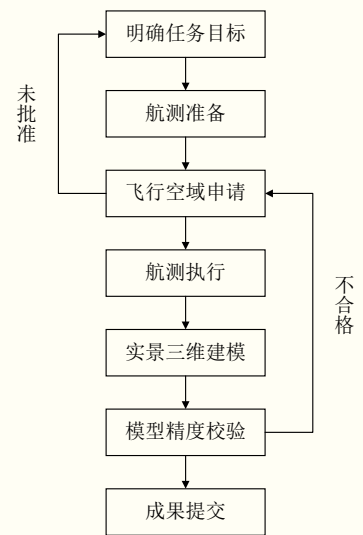 明确任务目标
航测准备
未批准
飞行空域申请
航测执行
不合格
实景三维建模
模型精度校验
成果提交